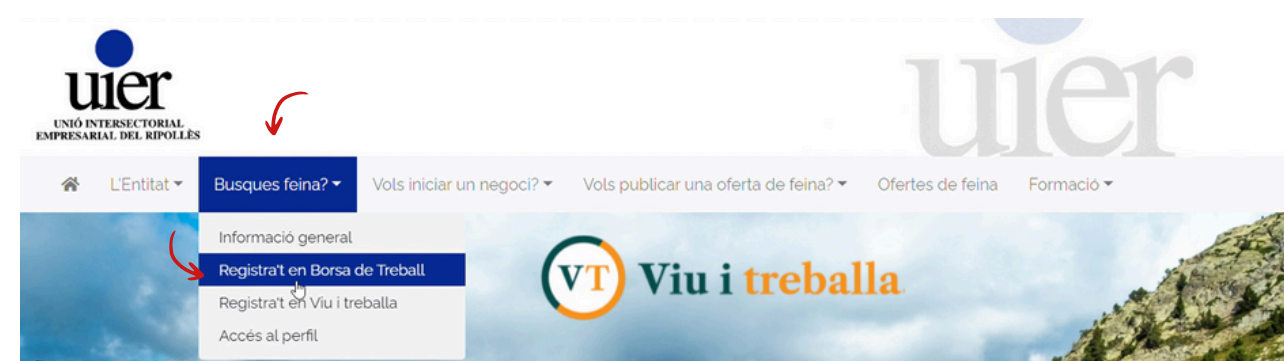 uier
UNIÓ INTERSECTORIAL
EMPRESARIAL DEL RIPOLLÈS
uier
L'Entitat Busques feina? Vols iniciar un negoci? Vols publicar una oferta de feina? Ofertes de feina Formació
Informació general
Registra't en Borsa de Treball
Registra't en Viu i treballa
Accés al perfil
VT Viu i treballa